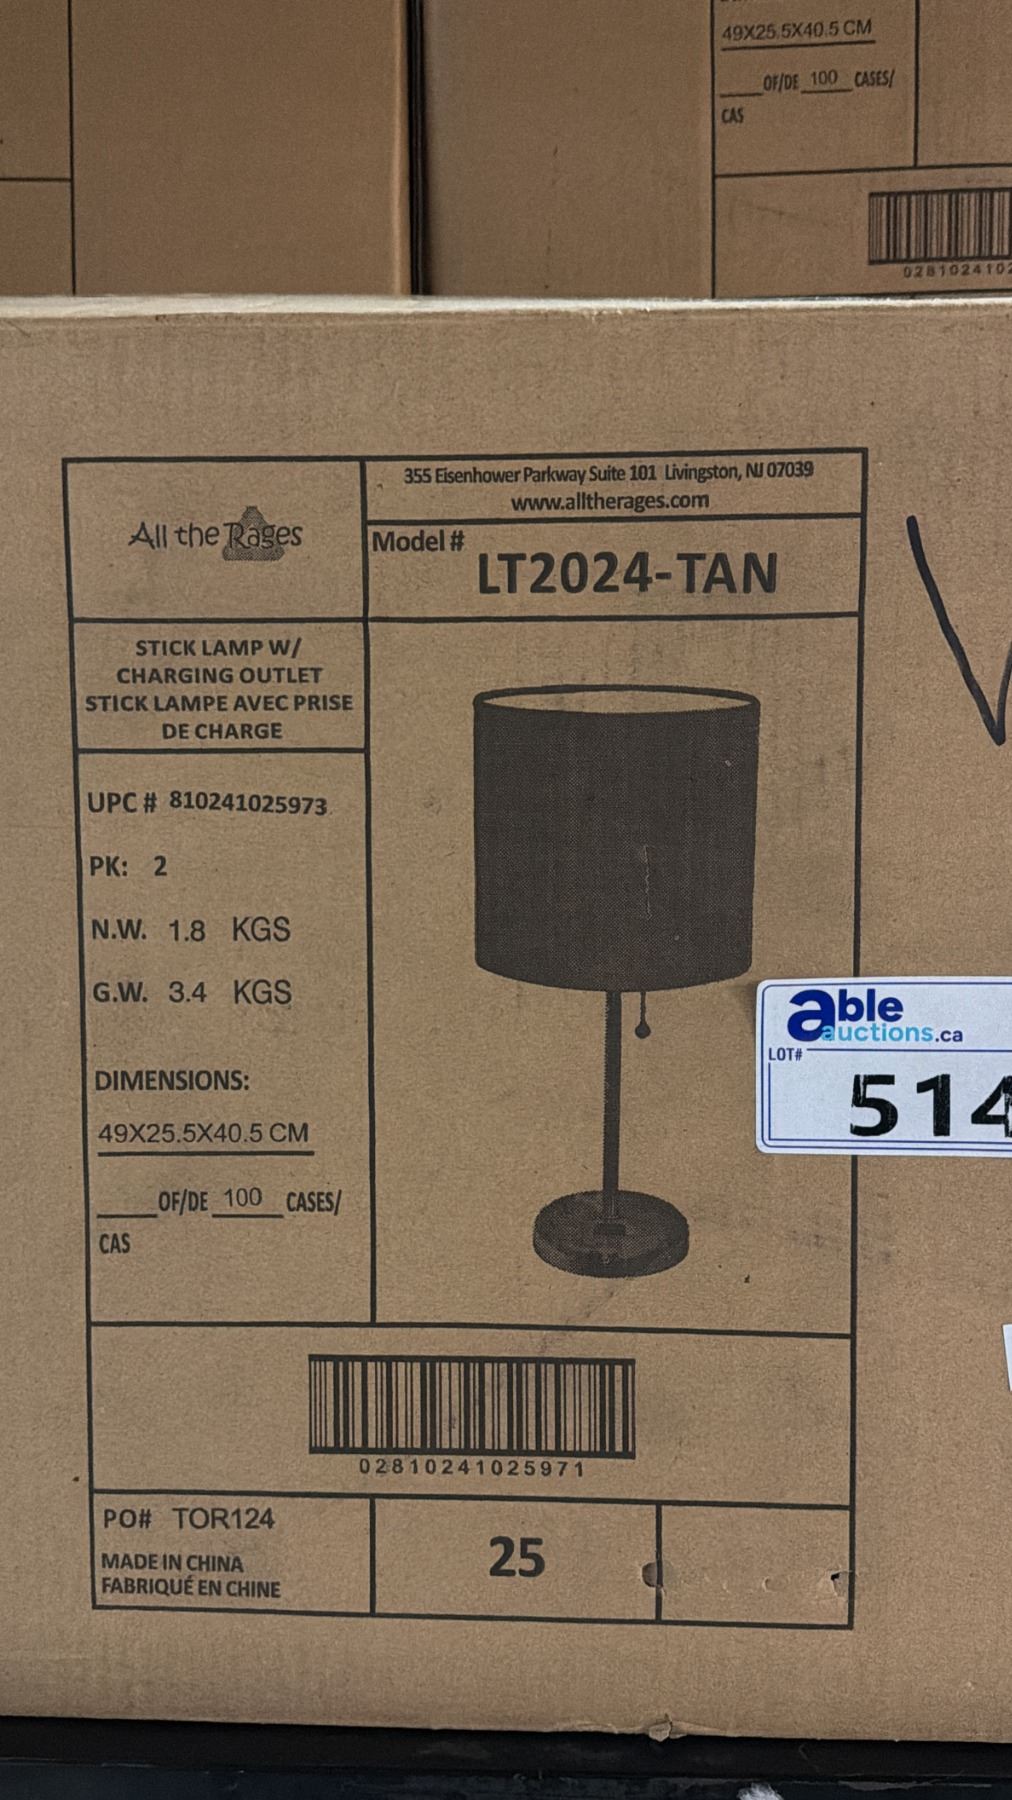 49X25.5X40.5 CM
OF/DE 100 CASES/
CAS
All the Rages
355 Eisenhower Parkway Suite 101 Livingston, NJ 07039
www.alltherages.com
Model #
LT2024-TAN
STICK LAMP W/
CHARGING OUTLET
STICK LAMPE AVEC PRISE
DE CHARGE
UPC # 810241025973
PK: 2
N.W. 1.8 KGS
G.W. 3.4 KGS
DIMENSIONS:
49X25.5X40.5 CM
OF/DE 100 CASES/
CAS
able
auctions.ca
LOT#
514
02810241025971
PO# TOR124
MADE IN CHINA
FABRIQUÉ EN CHINE
25